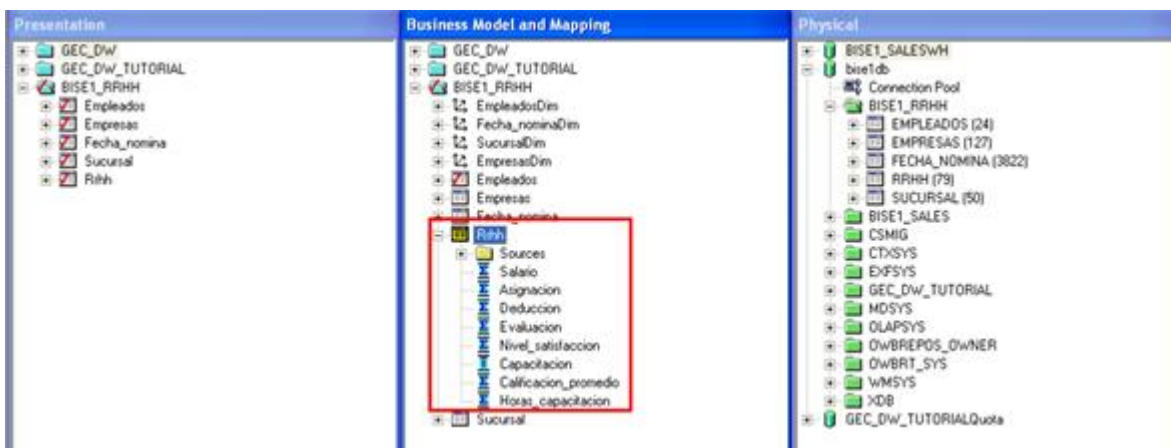 Presentation
GEC_DW
GEC_DW_TUTORIAL
BISE1_RRHH
Empleados
Empresas
Fecha_nomina
Sucursal
Rrhh
Business Model and Mapping
GEC_DW
GEC_DW_TUTORIAL
BISE1_RRHH
EmpleadosDim
Fecha_nominaDim
SucursalDim
EmpresasDim
Empleados
Empresas
Fecha_nomina
Rrhh
Sources
Salario
Asignacion
Deduccion
Evaluacion
Nivel_satisfaccion
Capacitacion
Calificacion_promedio
Horas_capacitacion
Sucursal
Physical
BISE1_SALESWH
bise1db
Connection Pool
BISE1_RRHH
EMPLEADOS (24)
EMPRESAS (127)
FECHA_NOMINA (3822)
RRHH (79)
SUCURSAL (50)
BISE1_SALES
CSMIG
CTXSYS
EXFSYS
GEC_DW_TUTORIAL
MDSYS
OLAPSYS
OWBREPOS_OWNER
OWBRT_SYS
WMSYS
XDB
GEC_DW_TUTORIALQuota